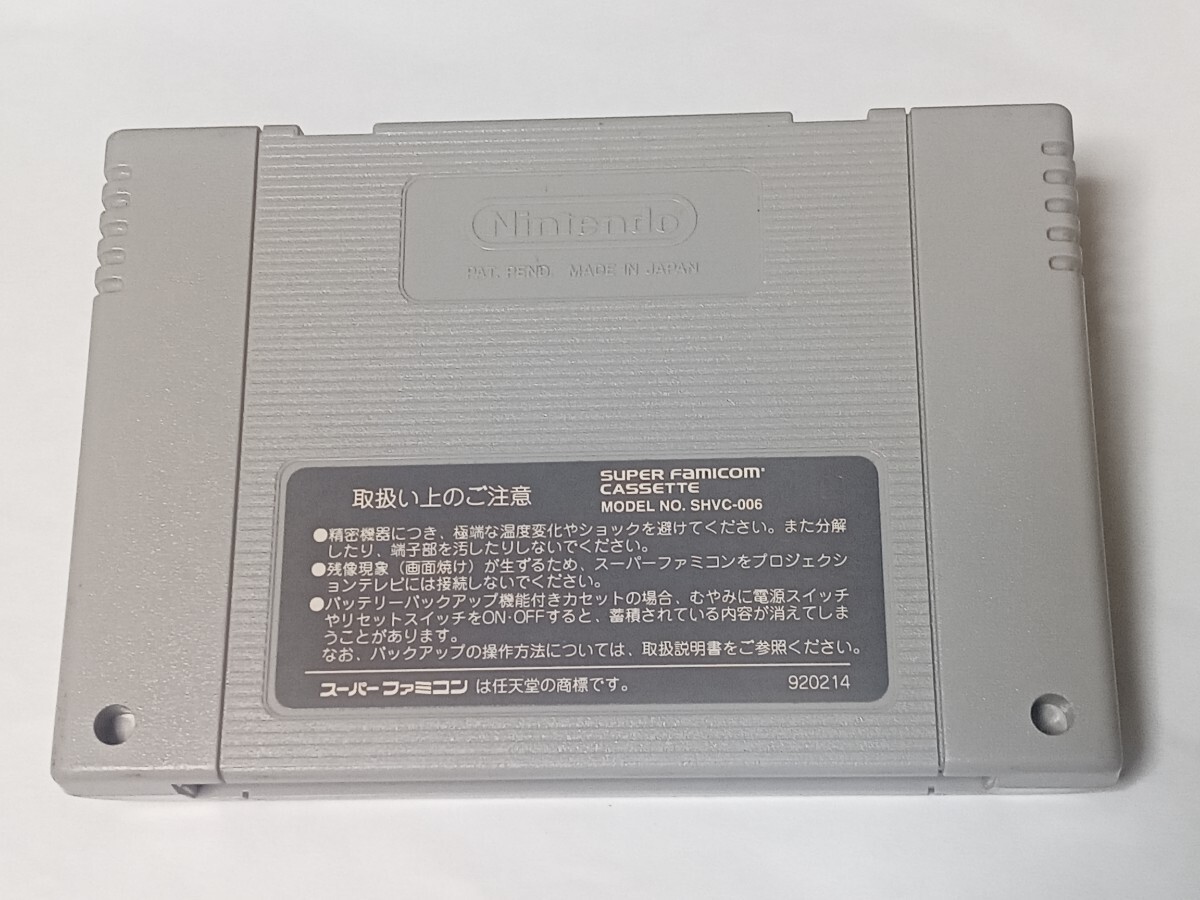 Nintendo®
PAT. PEND. MADE IN JAPAN
取扱い上のご注意
SUPER FAMICOM®
CASSETTE
MODEL NO. SHVC-006
●精密機器につき、極端な温度変化やショックを避けてください。また分解
したり、端子部を汚したりしないでください。
●残像現象（画面焼け）が生ずるため、スーパーファミコンをプロジェクシ
ョンテレビには接続しないでください。
●バッテリーバックアップ機能付きカセットの場合、むやみに電源スイッチ
やリセットスイッチをON・OFFすると、蓄積されている内容が消えてしま
うことがあります。
なお、バックアップの操作方法については、取扱説明書をご参照ください。
スーパーファミコン は任天堂の商標です。
920214